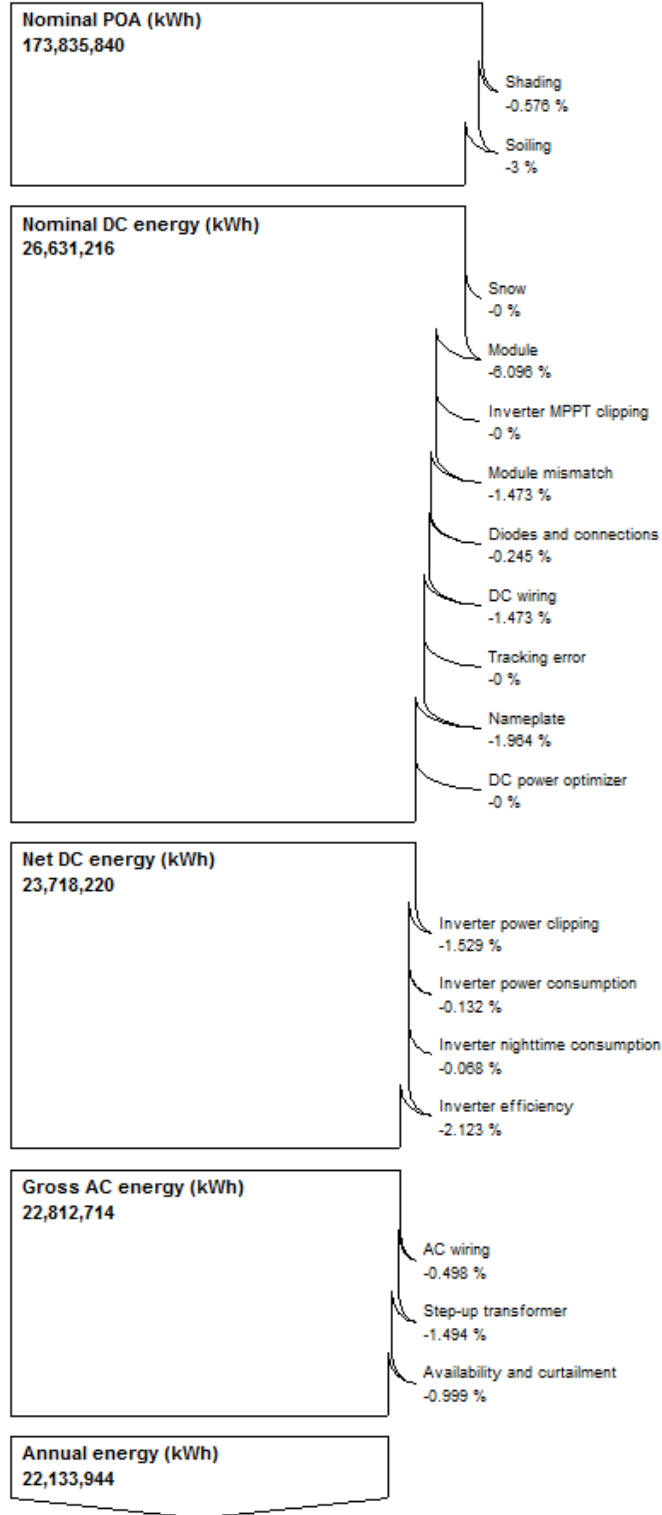 Nominal POA (kWh)
173,835,840
Shading
-0.576 %
Soiling
-3 %
Nominal DC energy (kWh)
26,631,216
Snow
-0 %
Module
-6.096 %
Inverter MPPT clipping
-0 %
Module mismatch
-1.473 %
Diodes and connections
-0.245 %
DC wiring
-1.473 %
Tracking error
-0 %
Nameplate
-1.964 %
DC power optimizer
-0 %
Net DC energy (kWh)
23,718,220
Inverter power clipping
-1.529 %
Inverter power consumption
-0.132 %
Inverter nighttime consumption
-0.068 %
Inverter efficiency
-2.123 %
Gross AC energy (kWh)
22,812,714
AC wiring
-0.498 %
Step-up transformer
-1.494 %
Availability and curtailment
-0.999 %
Annual energy (kWh)
22,133,944